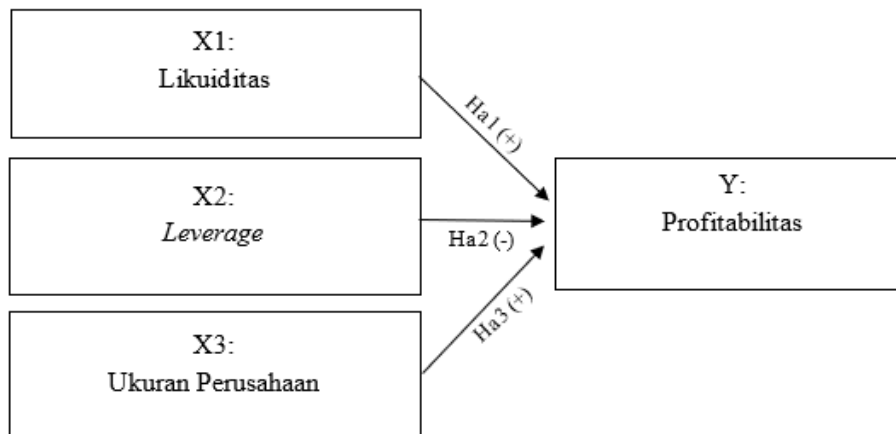 X1:
Likuiditas
Ha1 (+)
X2:
Leverage
Ha2 (-)
Y:
Profitabilitas
X3:
Ukuran Perusahaan
Ha3 (+)